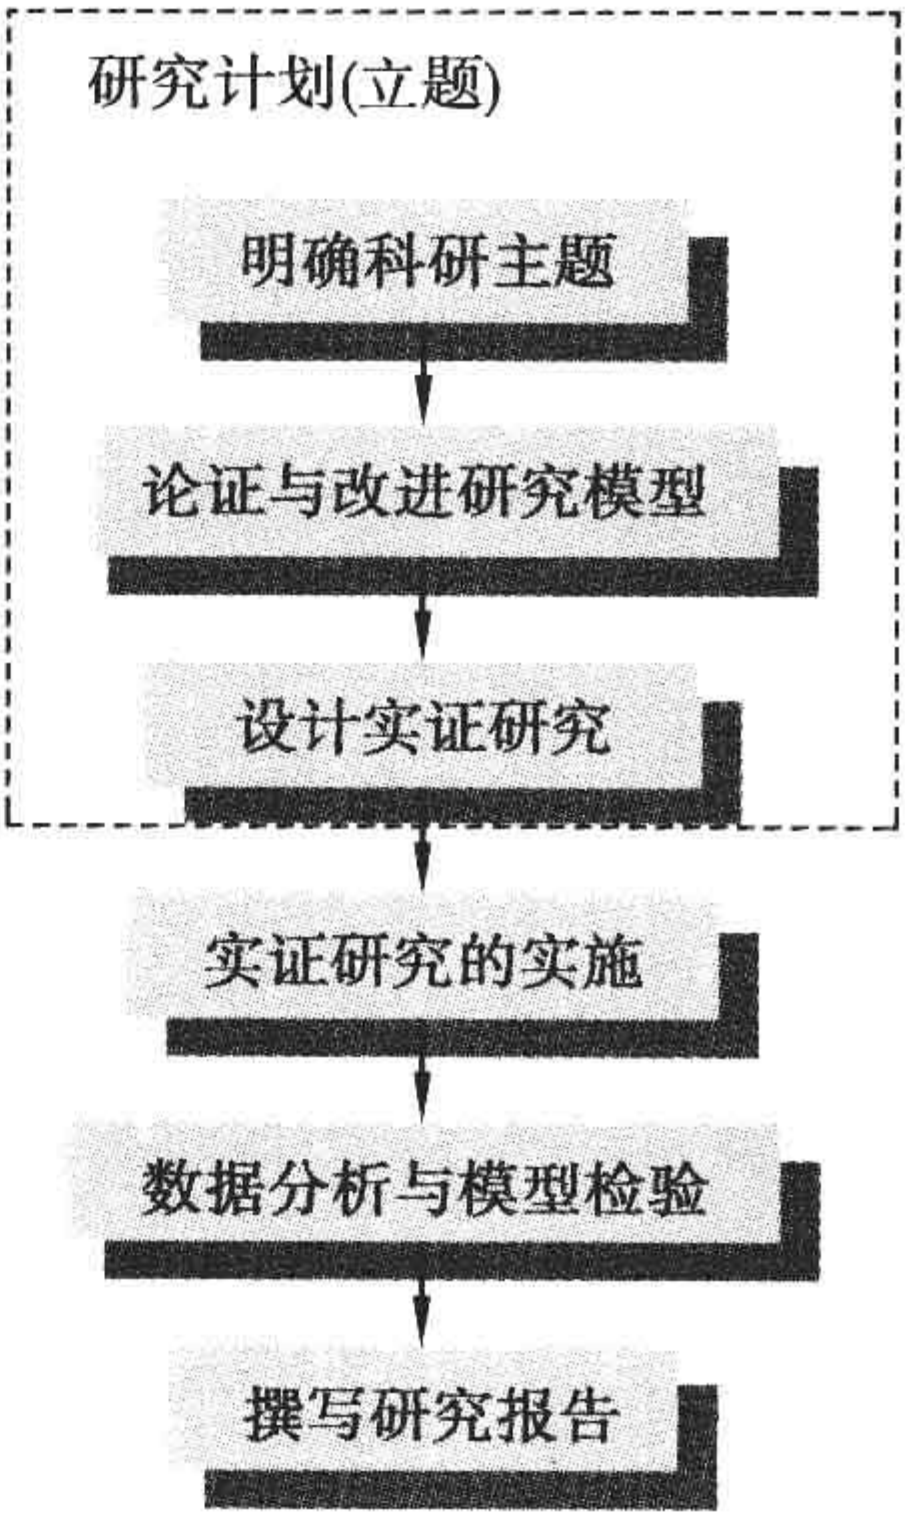 研究计划(立题)
明确科研主题
论证与改进研究模型
设计实证研究
实证研究的实施
数据分析与模型检验
撰写研究报告